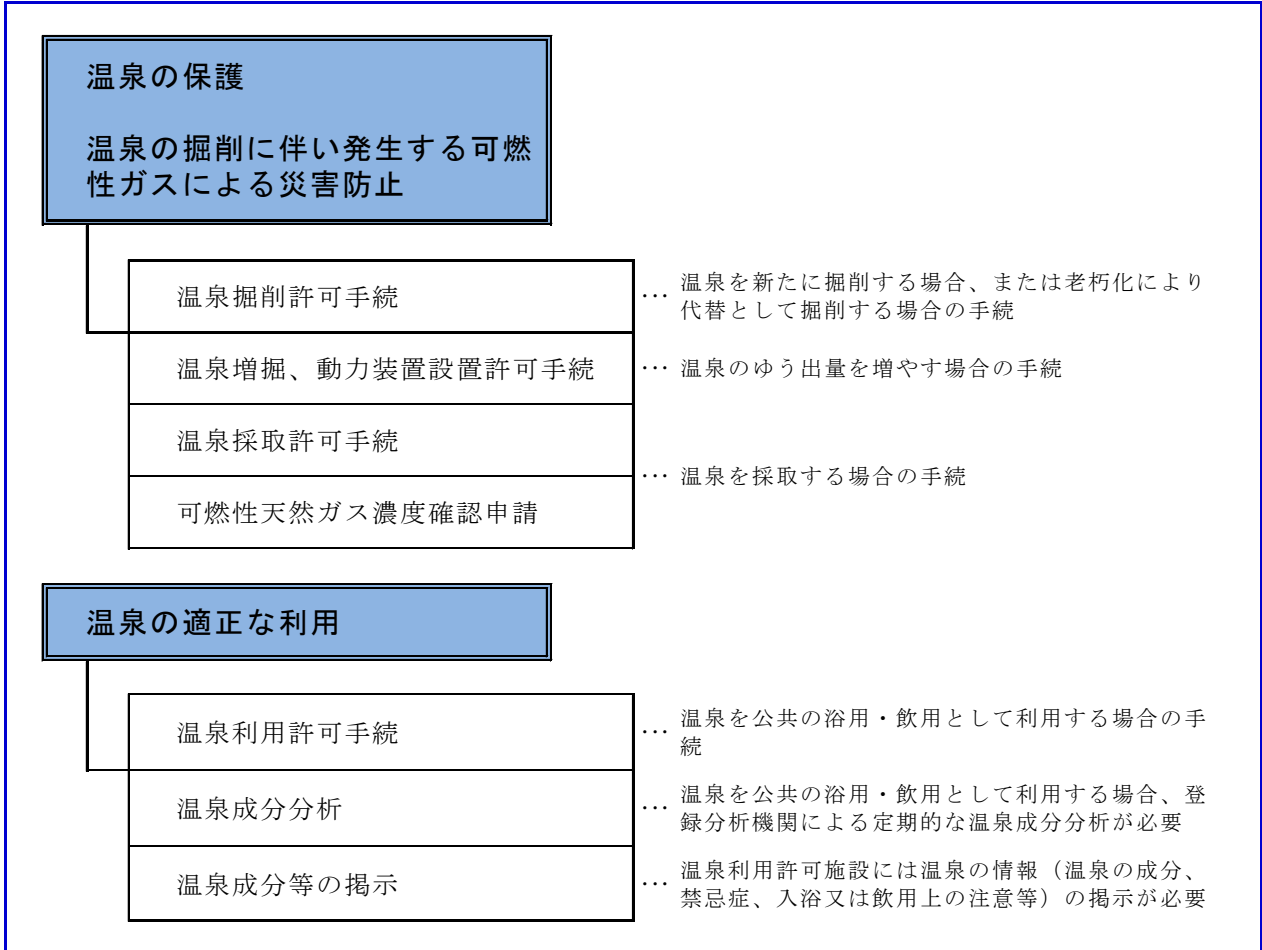 温泉の保護
温泉の掘削に伴い発生する可燃
性ガスによる災害防止
温泉掘削許可手続
… 温泉を新たに掘削する場合、または老朽化により
代替として掘削する場合の手続
温泉増掘、動力装置設置許可手続
… 温泉のゆう出量を増やす場合の手続
温泉採取許可手続
… 温泉を採取する場合の手続
可燃性天然ガス濃度確認申請
温泉の適正な利用
温泉利用許可手続
… 温泉を公共の浴用・飲用として利用する場合の手
続
温泉成分分析
… 温泉を公共の浴用・飲用として利用する場合、登
録分析機関による定期的な温泉成分分析が必要
温泉成分等の掲示
… 温泉利用許可施設には温泉の情報（温泉の成分、
禁忌症、入浴又は飲用上の注意等）の掲示が必要